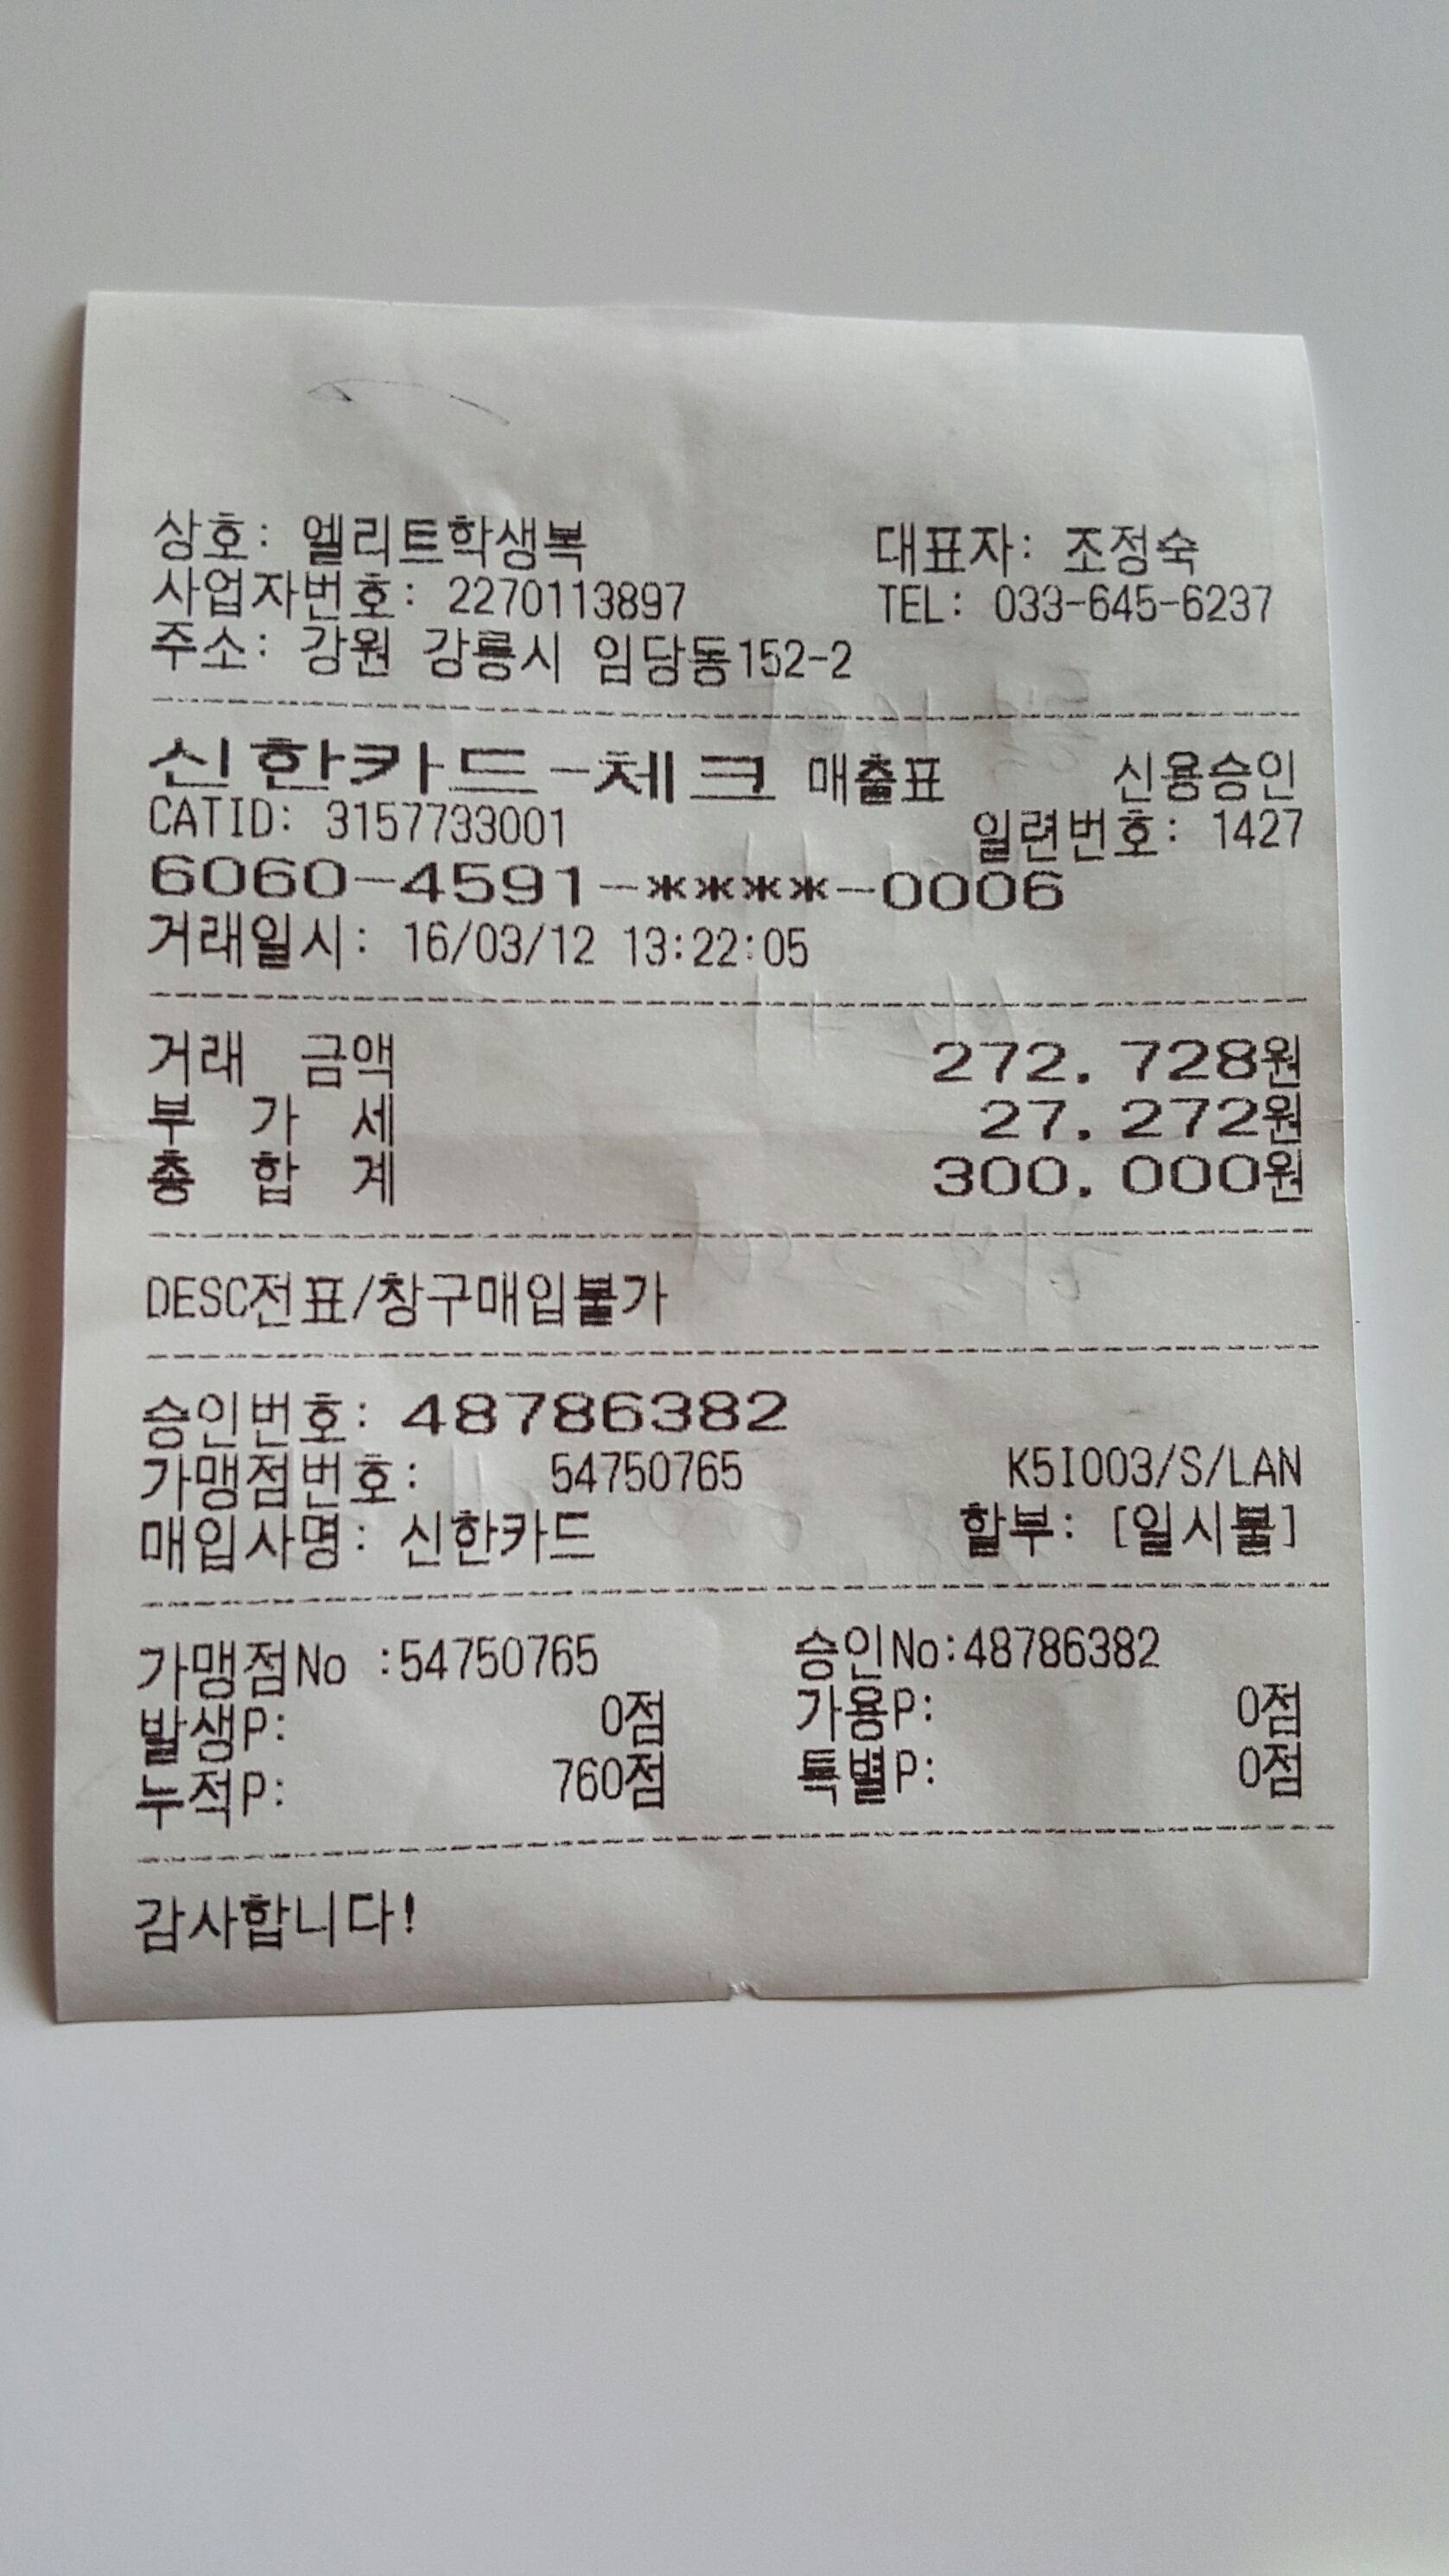 상호: 엘리트학생복 대표자: 조정숙
사업자번호: 2270113897 TEL: 033-645-6237
주소: 강원 강릉시 임당동152-2
신한카드-체크 매출표 신용승인
CATID: 3157733001 일련번호: 1427
6060-4591-****-0006
거래일시: 16/03/12 13:22:05
거래 금액 272.728원
부 가 세 27.272원
총 합 계 300.000원
DESC전표/창구매입불가
승인번호: 48786382
가맹점번호: 54750765 K5I003/S/LAN
매입사명: 신한카드 할부: [일시불]
가맹점No :54750765 승인No:48786382
발생P: 0점 가용P: 0점
누적P: 760점 특별P: 0점
감사합니다!